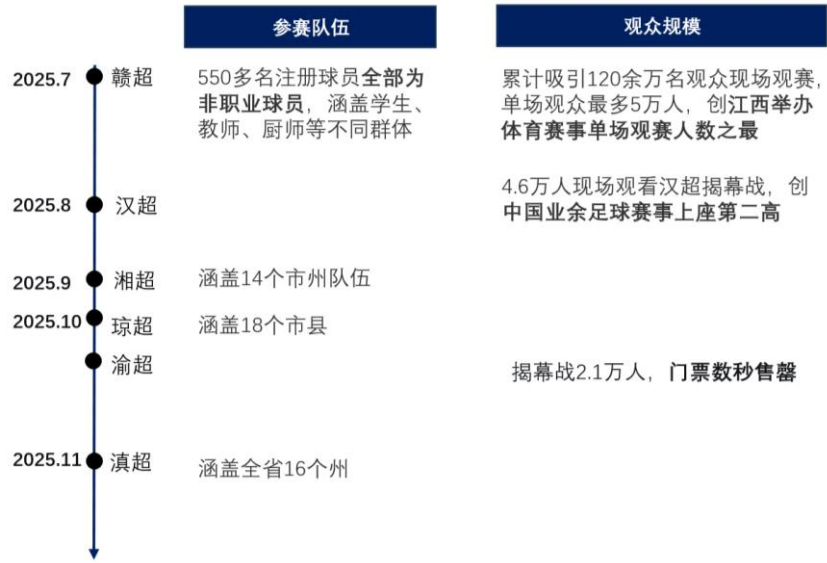 参赛队伍
观众规模
2025.7
赣超
550多名注册球员全部为
非职业球员，涵盖学生、
教师、厨师等不同群体
累计吸引120余万名观众现场观赛，
单场观众最多5万人，创江西举办
体育赛事单场观赛人数之最
2025.8
汉超
4.6万人现场观看汉超揭幕战，创
中国业余足球赛事上座第二高
2025.9
湘超
涵盖14个市州队伍
2025.10
琼超
涵盖18个市县
渝超
揭幕战2.1万人，门票数秒售罄
2025.11
滇超
涵盖全省16个州